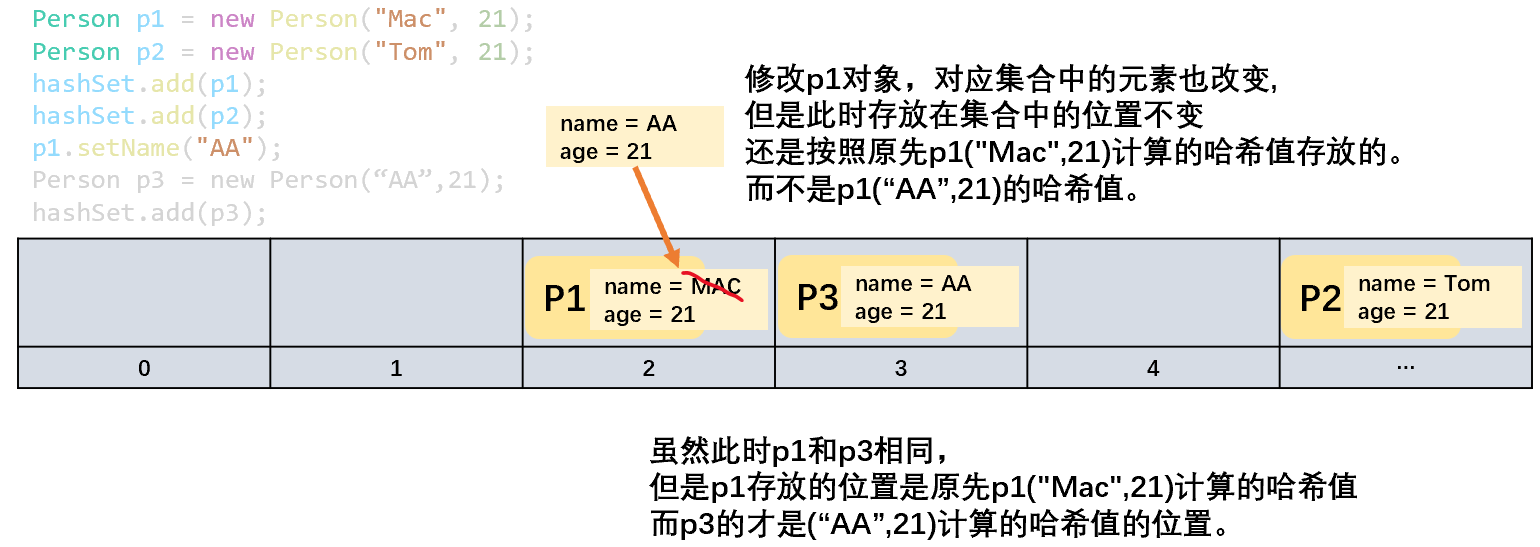 Person p1 = new Person("Mac", 21);
Person p2 = new Person("Tom", 21);
hashSet.add(p1);
hashSet.add(p2);
p1.setName("AA");
Person p3 = new Person(“AA”,21);
hashSet.add(p3);
name = AA
age = 21
修改p1对象，对应集合中的元素也改变,
但是此时存放在集合中的位置不变
还是按照原先p1("Mac",21)计算的哈希值存放的。
而不是p1(“AA”,21)的哈希值。
P1
name = MAC
age = 21
P3
name = AA
age = 21
P2
name = Tom
age = 21
0
1
2
3
4
...
虽然此时p1和p3相同，
但是p1存放的位置是原先p1("Mac",21)计算的哈希值
而p3的才是(“AA”,21)计算的哈希值的位置。